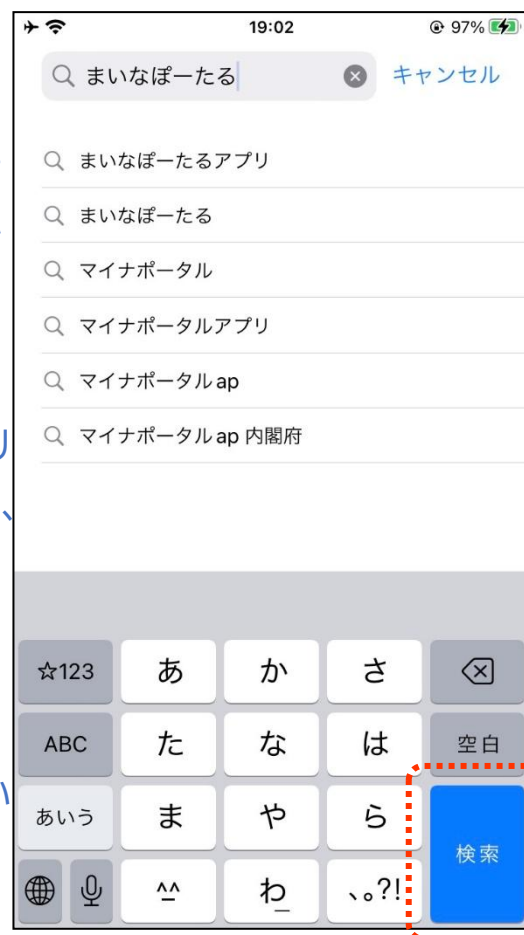 19:02 97%
まいなぽーたる キャンセル
まいなぽーたるアプリ
まいなぽーたる
マイナポータル
マイナポータルアプリ
マイナポータル ap
マイナポータル ap 内閣府
☆123 あ か さ
ABC た な は 空白
あいう ま や ら 検索
^^ わ 、。?!